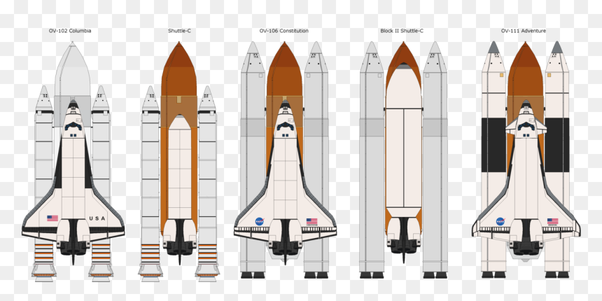 OV-102 Columbia
Shuttle-C
OV-106 Constitution
Block II Shuttle-C
OV-111 Adventure
USA